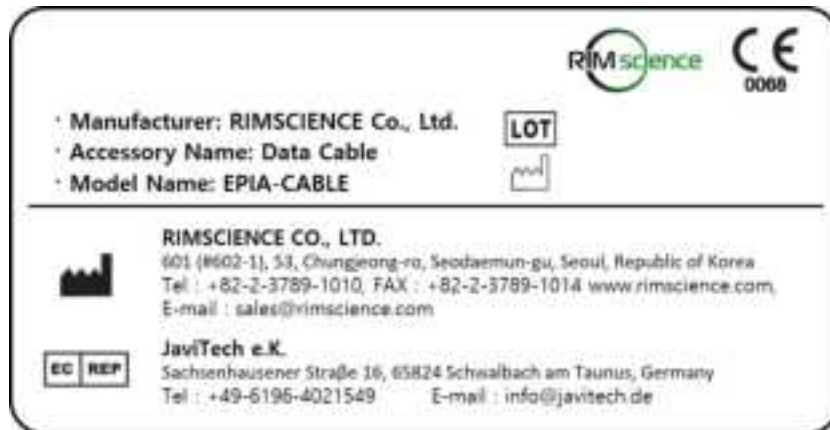 RIMscience
CE
0068
· Manufacturer: RIMSCIENCE Co., Ltd.
LOT
· Accessory Name: Data Cable
· Model Name: EPIA-CABLE
RIMSCIENCE CO., LTD.
601 (#602-1), 53, Chungjeong-ro, Seodaemun-gu, Seoul, Republic of Korea
Tel : +82-2-3789-1010, FAX : +82-2-3789-1014 www.rimscience.com,
E-mail : sales@rimscience.com
EC REP
JaviTech e.K.
Sachsenhausener Straße 16, 65824 Schwalbach am Taunus, Germany
Tel : +49-6196-4021549 E-mail : info@javitech.de